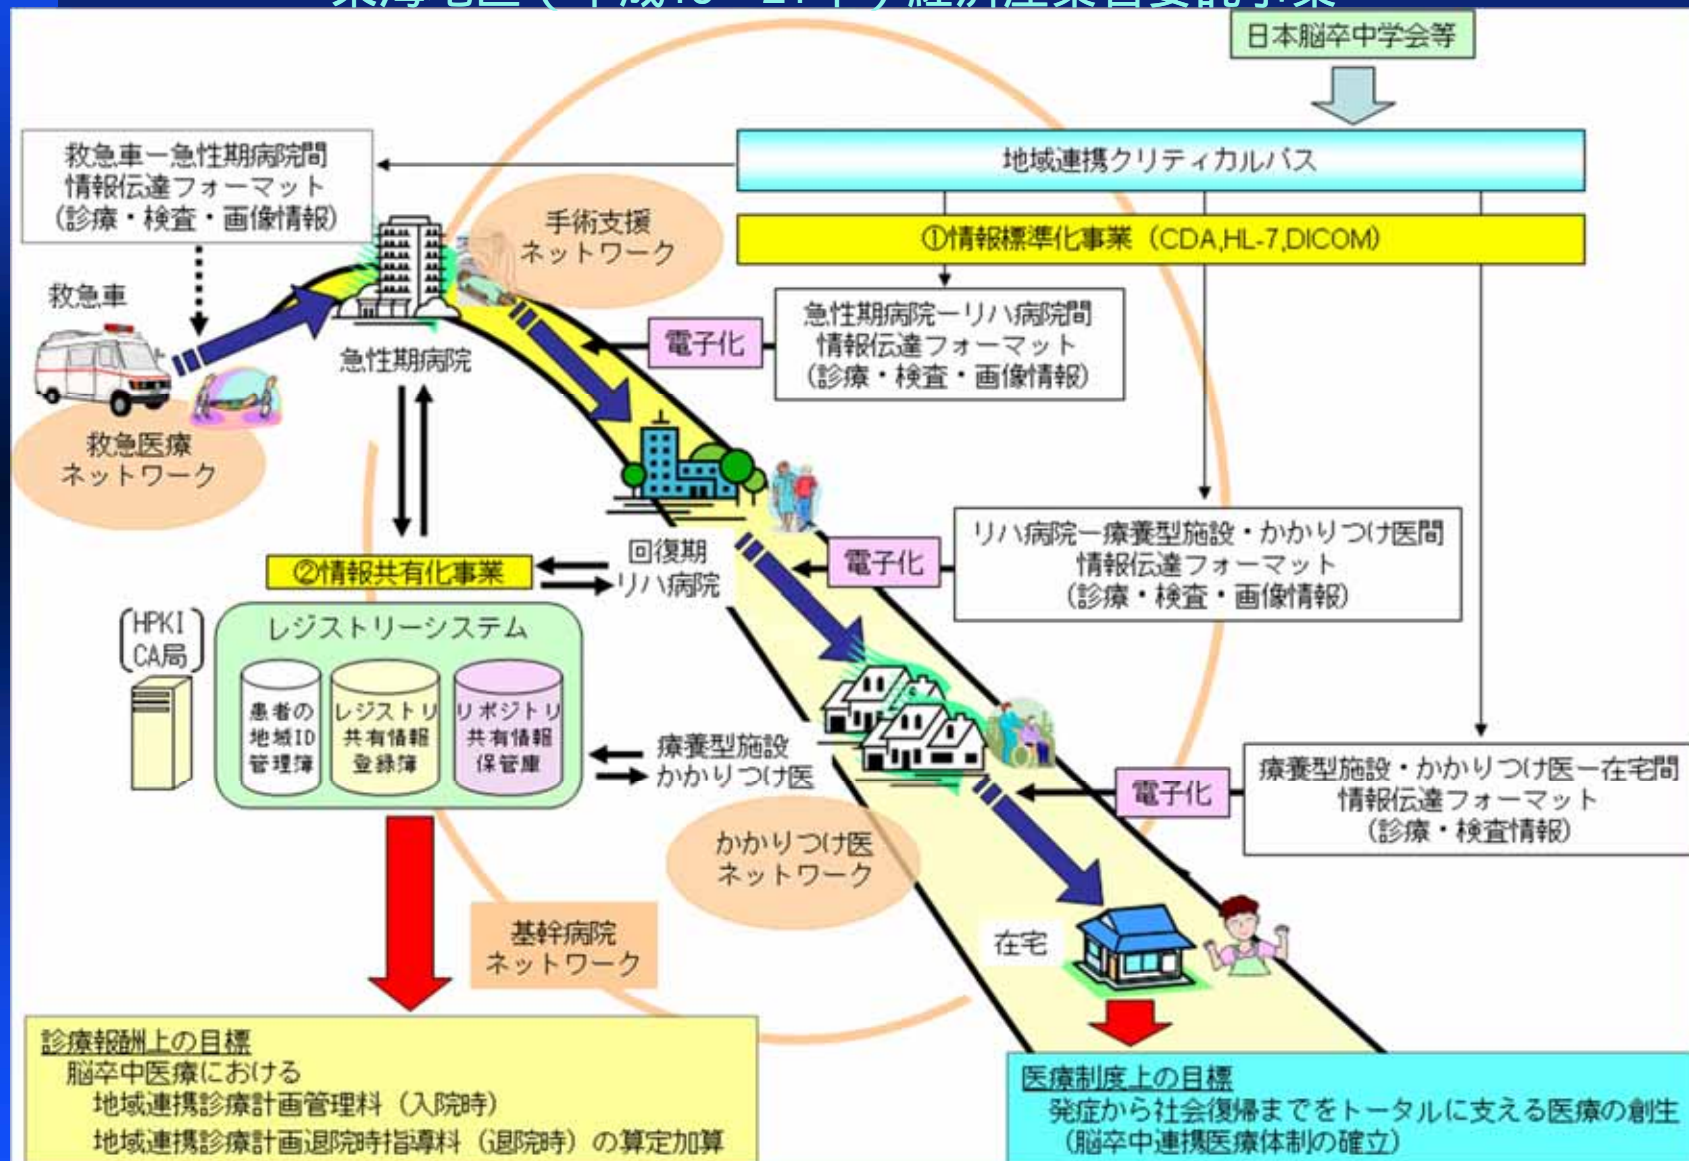 日本脳卒中学会等
地域連携クリティカルパス
救急車ー急性期病院間
情報伝達フォーマット
(診療・検査・画像情報)
手術支援
ネットワーク
①情報標準化事業（CDA,HL-7,DICOM）
救急車
急性期病院
電子化
急性期病院ーリハ病院間
情報伝達フォーマット
(診療・検査・画像情報)
救急医療
ネットワーク
②情報共有化事業
回復期
リハ病院
電子化
リハ病院ー療養型施設・かかりつけ医間
情報伝達フォーマット
(診療・検査・画像情報)
HPKI
CA局
レジストリーシステム
患者の
地域ID
管理簿
レジストリ
共有情報
登録簿
リポジトリ
共有情報
保管庫
療養型施設
かかりつけ医
電子化
療養型施設・かかりつけ医ー在宅間
情報伝達フォーマット
(診療・検査情報)
かかりつけ医
ネットワーク
基幹病院
ネットワーク
在宅
診療報酬上の目標
脳卒中医療における
地域連携診療計画管理料（入院時）
地域連携診療計画退院時指導料（退院時）の算定加算
医療制度上の目標
発症から社会復帰までをトータルに支える医療の創生
（脳卒中連携医療体制の確立）